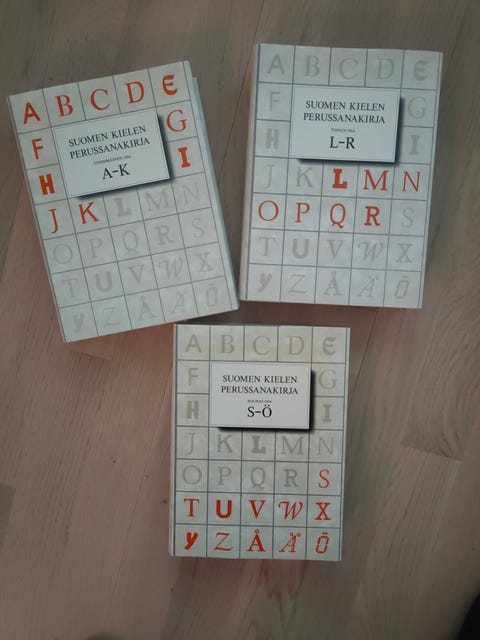 A B C D E
F G
SUOMEN KIELEN
PERUSSANAKIRJA
ENSIMMÄINEN OSA
A–K
H I
J K L M N
O P Q R S
T U V W X
Y Z Å Ä Ö
A B C D E
F G
SUOMEN KIELEN
PERUSSANAKIRJA
TOINEN OSA
L–R
H I
J K L M N
O P Q R S
T U V W X
Y Z Å Ä Ö
A B C D E
F G
SUOMEN KIELEN
PERUSSANAKIRJA
KOLMAS OSA
S–Ö
H I
J K L M N
O P Q R S
T U V W X
Y Z Å Ä Ö